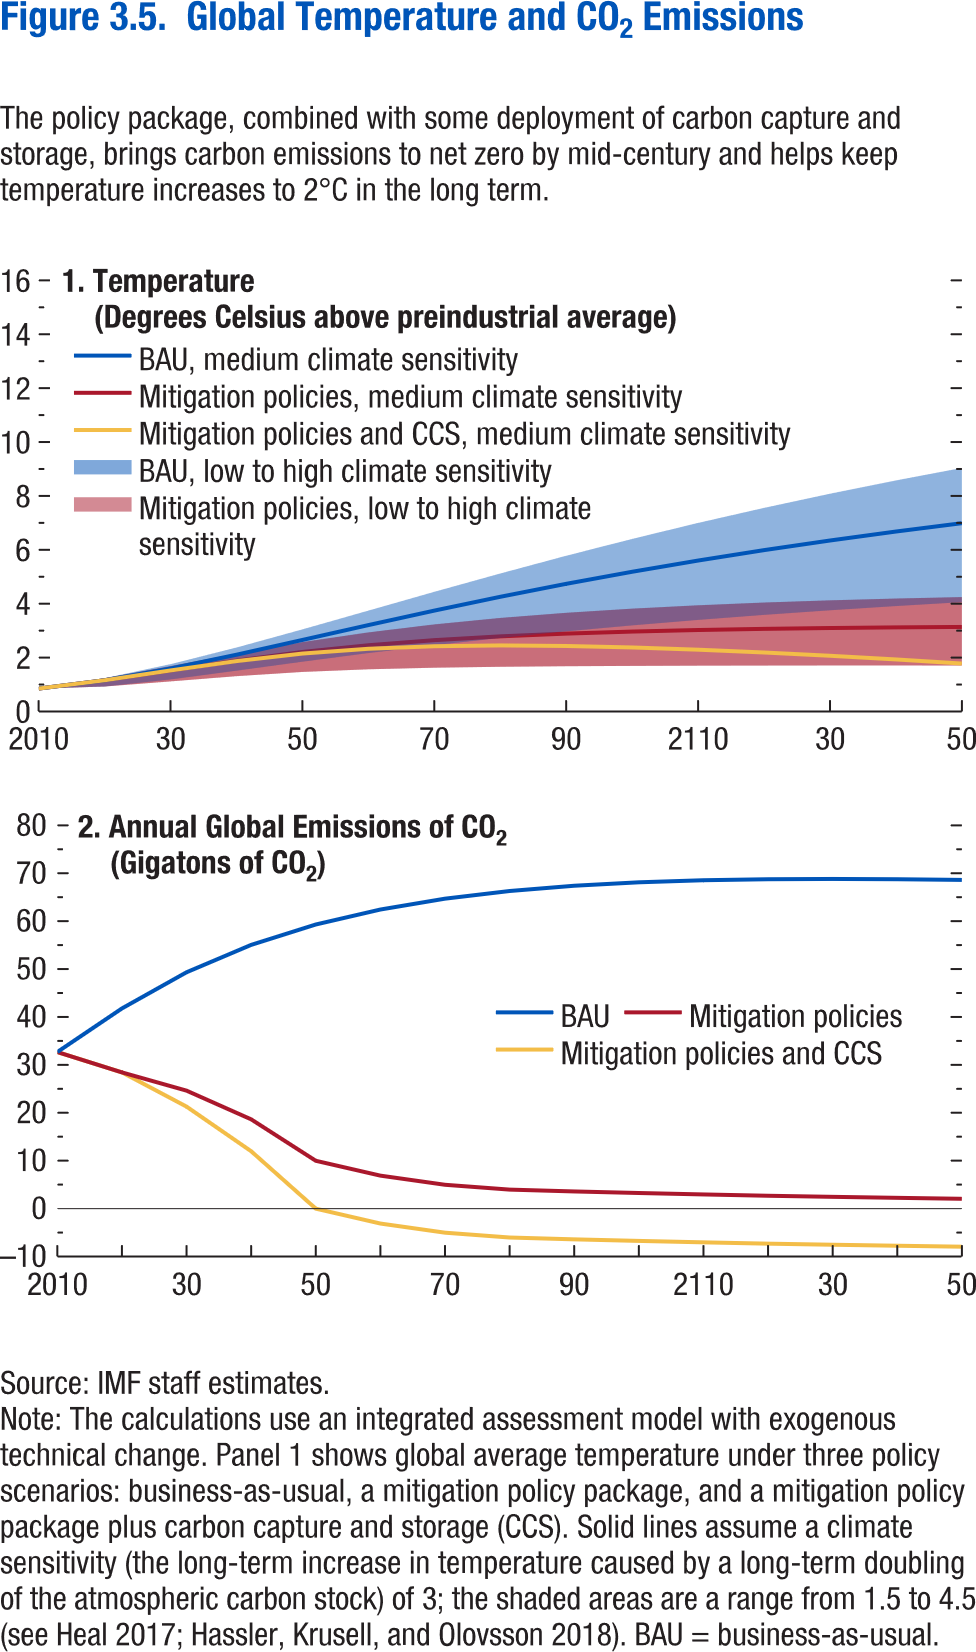 Figure 3.5. Global Temperature and CO₂ Emissions
The policy package, combined with some deployment of carbon capture and
storage, brings carbon emissions to net zero by mid-century and helps keep
temperature increases to 2°C in the long term.
1. Temperature
(Degrees Celsius above preindustrial average)
BAU, medium climate sensitivity
Mitigation policies, medium climate sensitivity
Mitigation policies and CCS, medium climate sensitivity
BAU, low to high climate sensitivity
Mitigation policies, low to high climate
sensitivity
16
14
12
10
8
6
4
2
0
2010 30 50 70 90 2110 30 50
2. Annual Global Emissions of CO₂
(Gigatons of CO₂)
80
70
60
50
40
30
20
10
0
–10
BAU Mitigation policies
Mitigation policies and CCS
2010 30 50 70 90 2110 30 50
Source: IMF staff estimates.
Note: The calculations use an integrated assessment model with exogenous
technical change. Panel 1 shows global average temperature under three policy
scenarios: business-as-usual, a mitigation policy package, and a mitigation policy
package plus carbon capture and storage (CCS). Solid lines assume a climate
sensitivity (the long-term increase in temperature caused by a long-term doubling
of the atmospheric carbon stock) of 3; the shaded areas are a range from 1.5 to 4.5
(see Heal 2017; Hassler, Krusell, and Olovsson 2018). BAU = business-as-usual.